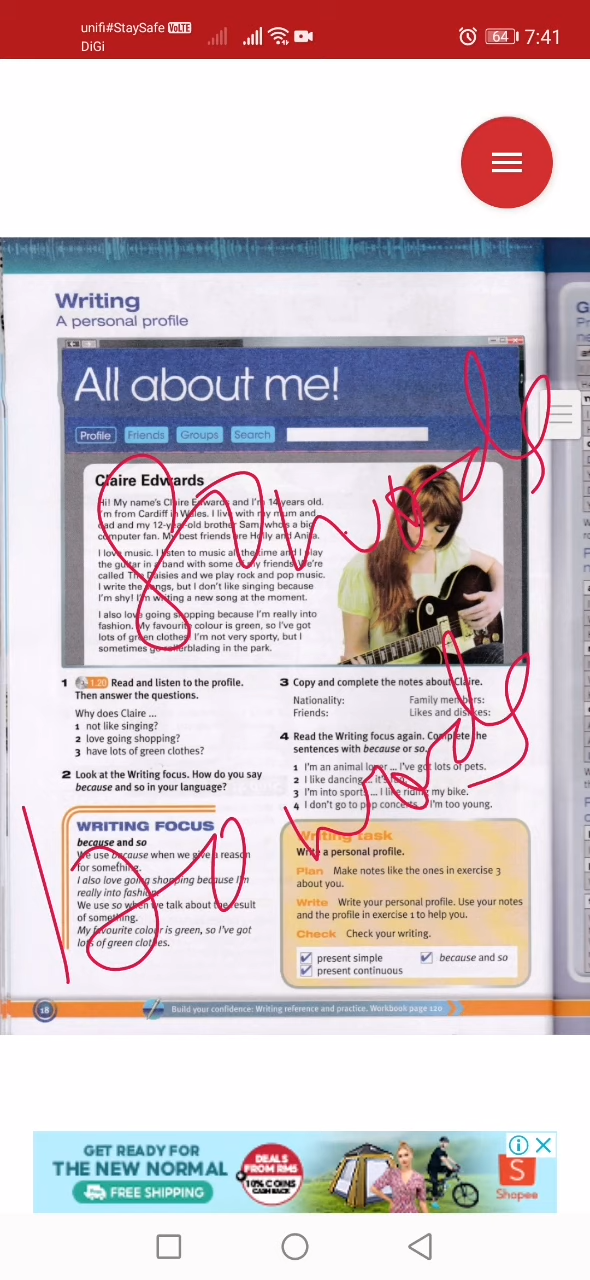 unifi#StaySafe VoLTE
DiGi
64
7:41
Writing
A personal profile
All about me!
Profile Friends Groups Search
Claire Edwards
Hi! My name's Claire Edwards and I'm 14 years old.
I'm from Cardiff in Wales. I live with my mum and
dad and my 12-year-old brother Sam, who's a big
computer fan. My best friends are Holly and Anita.
I love music. I listen to music all the time and I play
the guitar in a band with some of my friends. We're
called The Daisies and we play rock and pop music.
I write the songs, but I don't like singing because
I'm shy! I'm writing a new song at the moment.
I also love going shopping because I'm really into
fashion. My favourite colour is green, so I've got
lots of green clothes. I'm not very sporty, but I
sometimes go rollerblading in the park.
1 1.20 Read and listen to the profile.
Then answer the questions.
Why does Claire ...
1 not like singing?
2 love going shopping?
3 have lots of green clothes?
2 Look at the Writing focus. How do you say
because and so in your language?
WRITING FOCUS
because and so
We use because when we give a reason
for something.
I also love going shopping because I'm
really into fashion.
We use so when we talk about the result
of something.
My favourite colour is green, so I've got
lots of green clothes.
3 Copy and complete the notes about Claire.
Nationality: Family members:
Friends: Likes and dislikes:
4 Read the Writing focus again. Complete the
sentences with because or so.
1 I'm an animal lover ... I've got lots of pets.
2 I like dancing ... it's
3 I'm into sport ... I like riding my bike.
4 I don't go to pop concerts ... I'm too young.
Writing task
Write a personal profile.
Plan Make notes like the ones in exercise 3
about you.
Write Write your personal profile. Use your notes
and the profile in exercise 1 to help you.
Check Check your writing.
present simple because and so
present continuous
120 words
18 Build your confidence: Writing reference and practice. Workbook page 120
GET READY FOR
THE NEW NORMAL
FREE SHIPPING
DEALS
FROM RM5
10% COINS
CASHBACK
Shopee